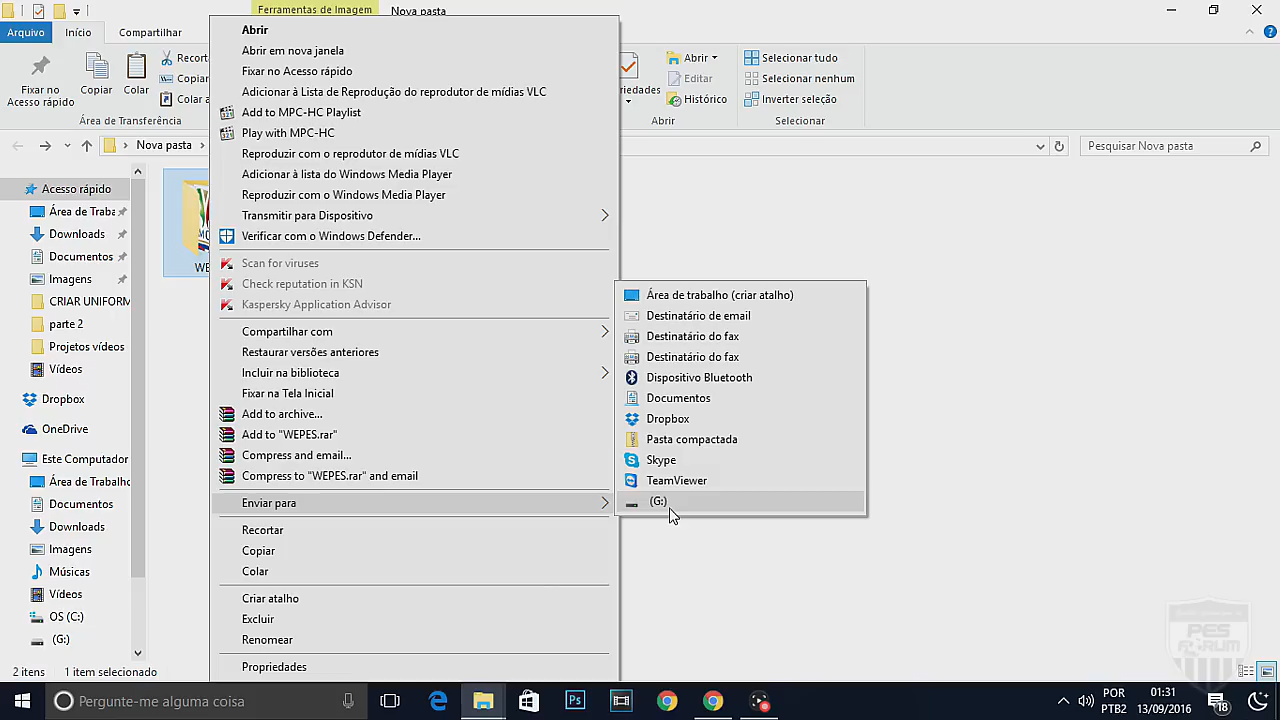 Ferramentas de Imagem
Nova pasta
Arquivo
Início
Compartilhar
Fixar no Acesso rápido
Copiar
Colar
Recort
Copiar
Colar a
Área de Transferência
riedades
Abrir
Editar
Histórico
Abrir
Selecionar tudo
Selecionar nenhum
Inverter seleção
Selecionar
Nova pasta
Pesquisar Nova pasta
Acesso rápido
Área de Traba
Downloads
Documentos
Imagens
CRIAR UNIFORM
parte 2
Projetos vídeos
Vídeos
Dropbox
OneDrive
Este Computador
Área de Trabalho
Documentos
Downloads
Imagens
Músicas
Vídeos
OS (C:)
(G:)
WE
Abrir
Abrir em nova janela
Fixar no Acesso rápido
Adicionar à Lista de Reprodução do reprodutor de mídias VLC
Add to MPC-HC Playlist
Play with MPC-HC
Reproduzir com o reprodutor de mídias VLC
Adicionar à lista do Windows Media Player
Reproduzir com o Windows Media Player
Transmitir para Dispositivo
Verificar com o Windows Defender...
Scan for viruses
Check reputation in KSN
Kaspersky Application Advisor
Compartilhar com
Restaurar versões anteriores
Incluir na biblioteca
Fixar na Tela Inicial
Add to archive...
Add to "WEPES.rar"
Compress and email...
Compress to "WEPES.rar" and email
Enviar para
Recortar
Copiar
Colar
Criar atalho
Excluir
Renomear
Propriedades
Área de trabalho (criar atalho)
Destinatário de email
Destinatário do fax
Destinatário do fax
Dispositivo Bluetooth
Documentos
Dropbox
Pasta compactada
Skype
TeamViewer
(G:)
2 itens
1 item selecionado
PES
FORUM
Pergunte-me alguma coisa
Ps
POR
PTB2
01:31
13/09/2016
18